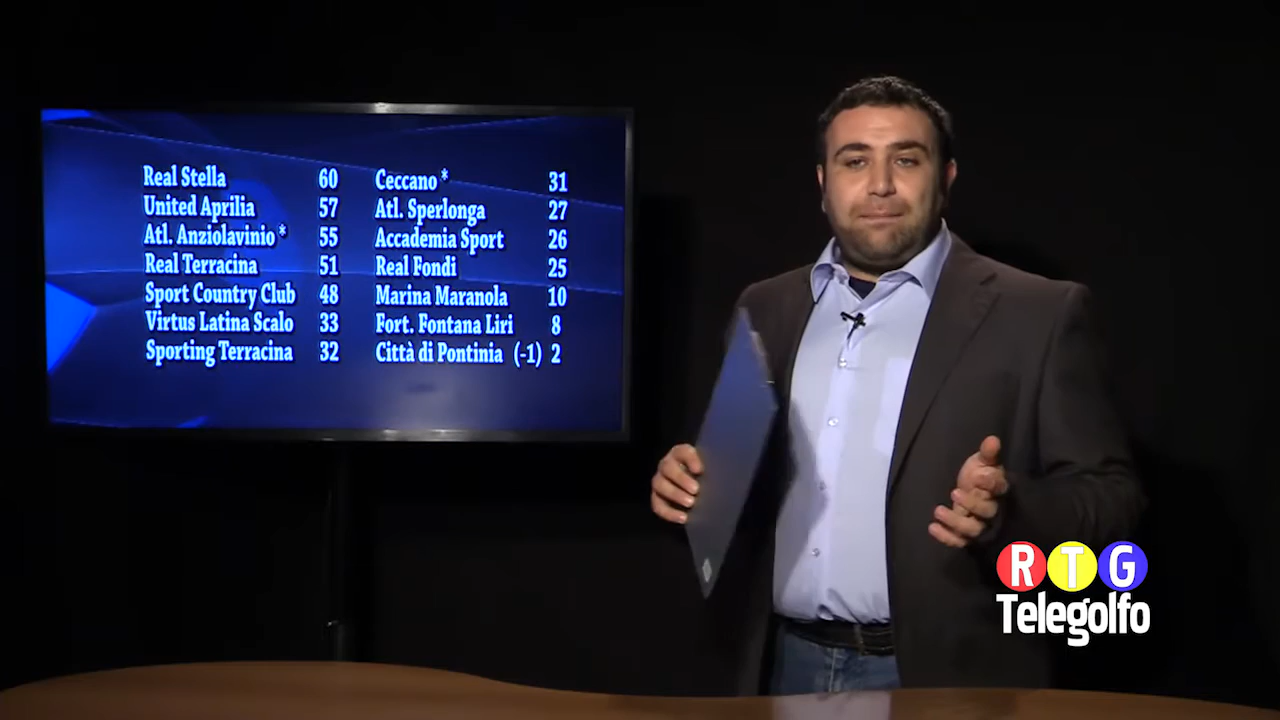 Real Stella 60
United Aprilia 57
Atl. Anziolavinio * 55
Real Terracina 51
Sport Country Club 48
Virtus Latina Scalo 33
Sporting Terracina 32
Ceccano * 31
Atl. Sperlonga 27
Accademia Sport 26
Real Fondi 25
Marina Maranola 10
Fort. Fontana Liri 8
Città di Pontinia (-1) 2
RTG
Telegolfo